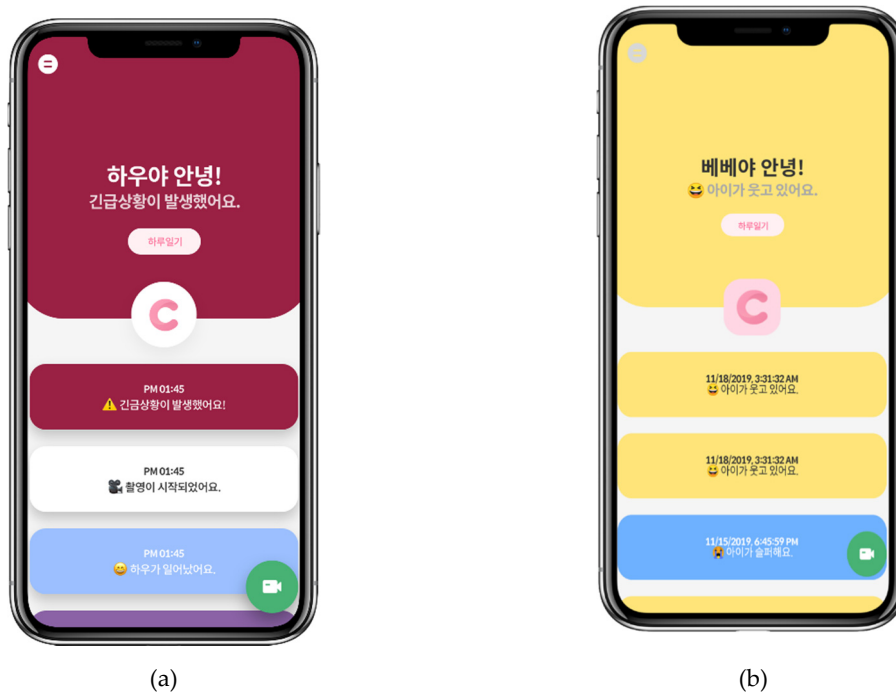 하우야 안녕!
긴급상황이 발생했어요.
하루일기
C
PM 01:45
⚠️ 긴급상황이 발생했어요!
PM 01:45
🎥 촬영이 시작되었어요.
PM 01:45
😄 하우가 일어났어요.
(a)
베베야 안녕!
😆 아이가 웃고 있어요.
하루일기
C
11/18/2019, 3:31:32 AM
😆 아이가 웃고 있어요.
11/18/2019, 3:31:32 AM
😆 아이가 웃고 있어요.
11/15/2019, 6:45:59 PM
😭 아이가 슬퍼해요.
(b)